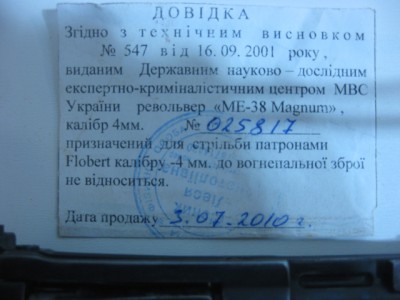 ДОВІДКА
Згідно з технічним висновком
№ 547 від 16.09.2001 року,
виданим Державним науково – дослідним
експертно-криміналістичним центром МВС
України револьвер «МЕ-38 Magnum»,
калібр 4мм. № 025817
призначений для стрільби патронами
Flobert калібру -4 мм. до вогнепальної зброї
не відноситься.
Дата продажу 3.07.2010 г.